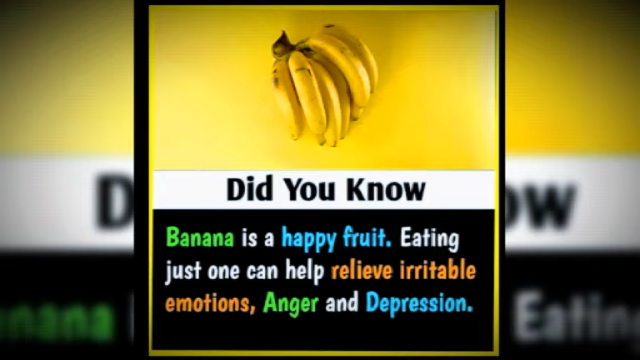 Did You Know
Banana is a happy fruit. Eating
just one can help relieve irritable
emotions, Anger and Depression.